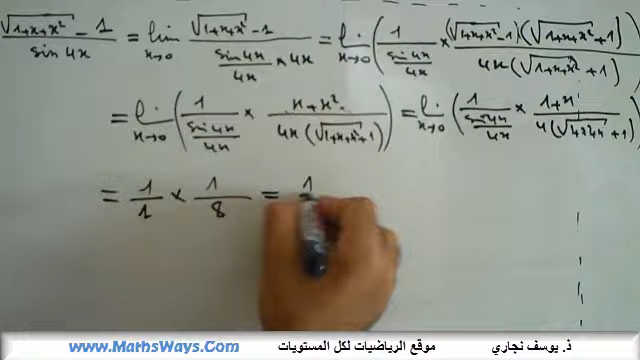 √(1+x+x²) - 1 / sin 4x = lim x→0 √(1+x+x²) - 1 / (sin 4x / 4x × 4x) = lim x→0 (1 / (sin 4x / 4x) × (√(1+x+x²) - 1)(√(1+x+x²) + 1) / 4x(√(1+x+x²) + 1))
= lim x→0 (1 / (sin 4x / 4x) × x+x² / 4x(√(1+x+x²) + 1)) = lim x→0 (1 / (sin 4x / 4x) × 1+x / 4(√(1+x+x²) + 1))
= 1/1 × 1/8 = 1
www.MathsWays.Com موقع الرياضيات لكل المستويات ذ. يوسف نجاري